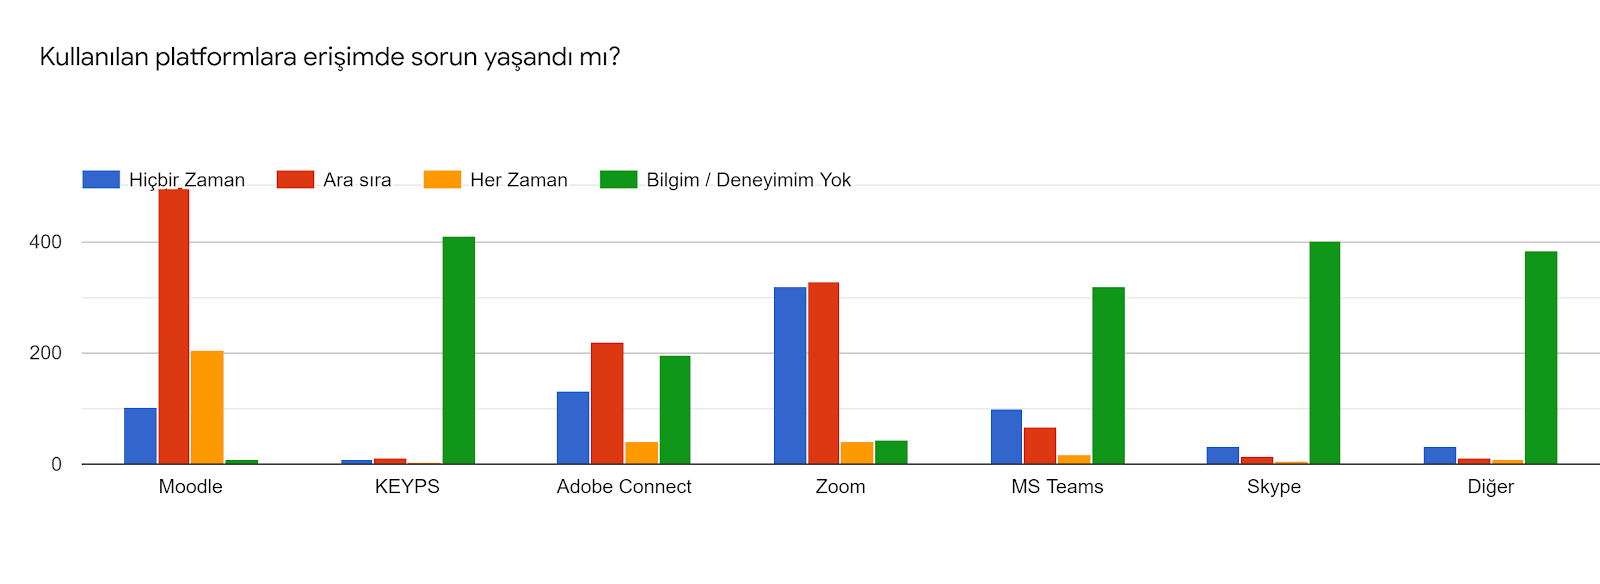 Kullanılan platformlara erişimde sorun yaşandı mı?
Hiçbir Zaman Ara sıra Her Zaman Bilgim / Deneyimim Yok
400
200
0
Moodle KEYPS Adobe Connect Zoom MS Teams Skype Diğer